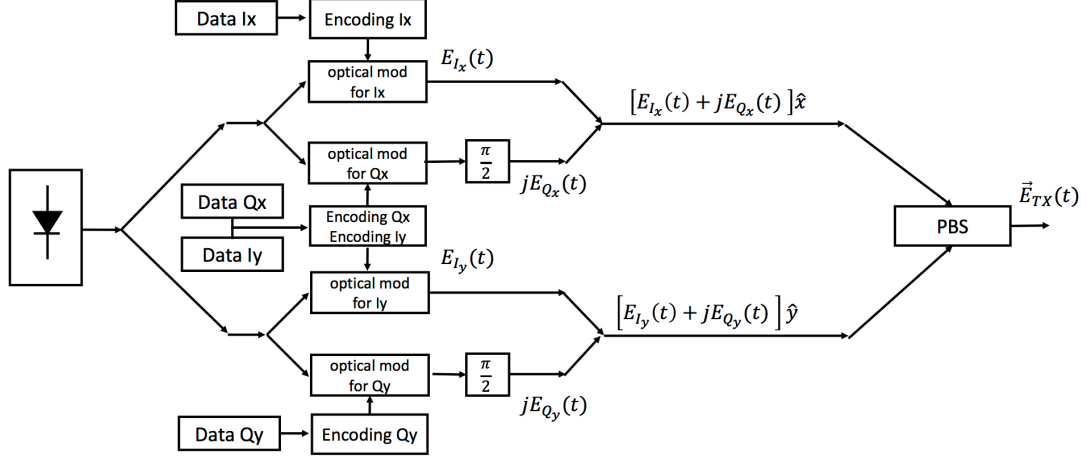 Data Ix
Encoding Ix
optical mod
for Ix
E_{I_x}(t)
[E_{I_x}(t) + jE_{Q_x}(t) ]x̂
optical mod
for Qx
π/2
jE_{Q_x}(t)
Data Qx
Encoding Qx
Encoding Iy
Data Iy
PBS
\vec{E}_{TX}(t)
E_{I_y}(t)
optical mod
for Iy
[E_{I_y}(t) + jE_{Q_y}(t) ] ŷ
optical mod
for Qy
π/2
jE_{Q_y}(t)
Data Qy
Encoding Qy